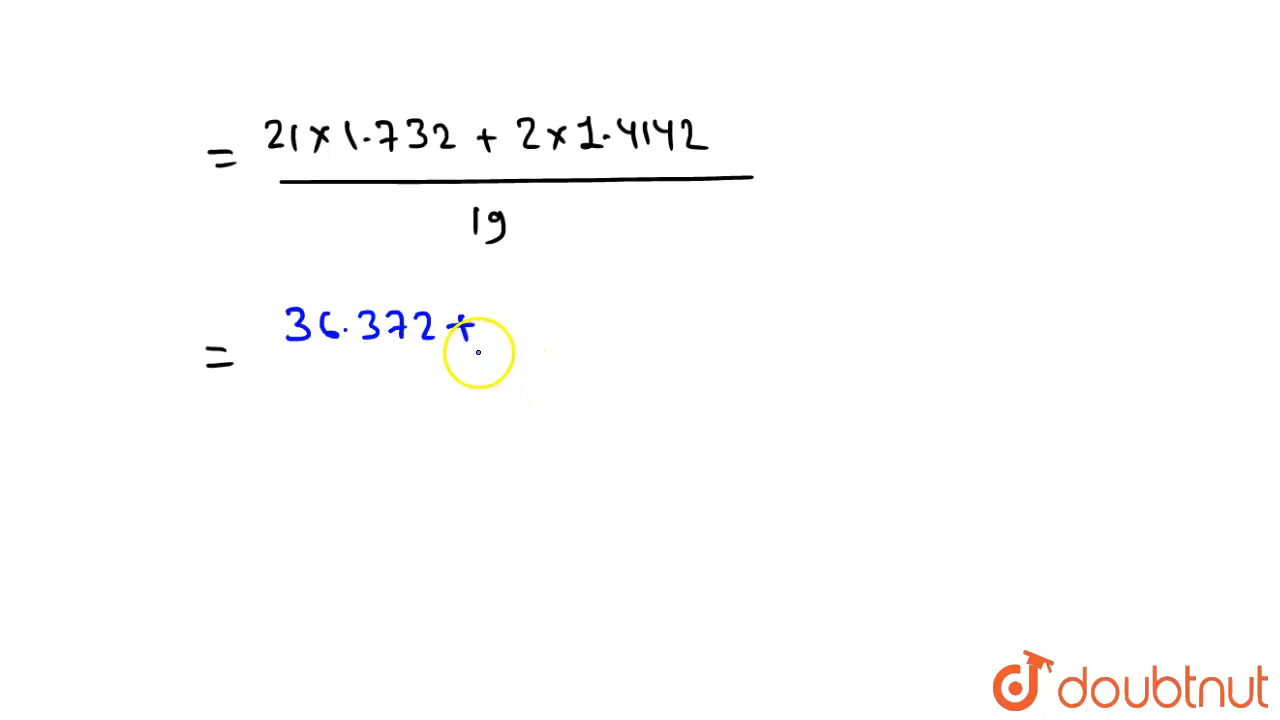 = 21 × 1.732 + 2 × 1.4142
19
= 36.372 +
doubtnut